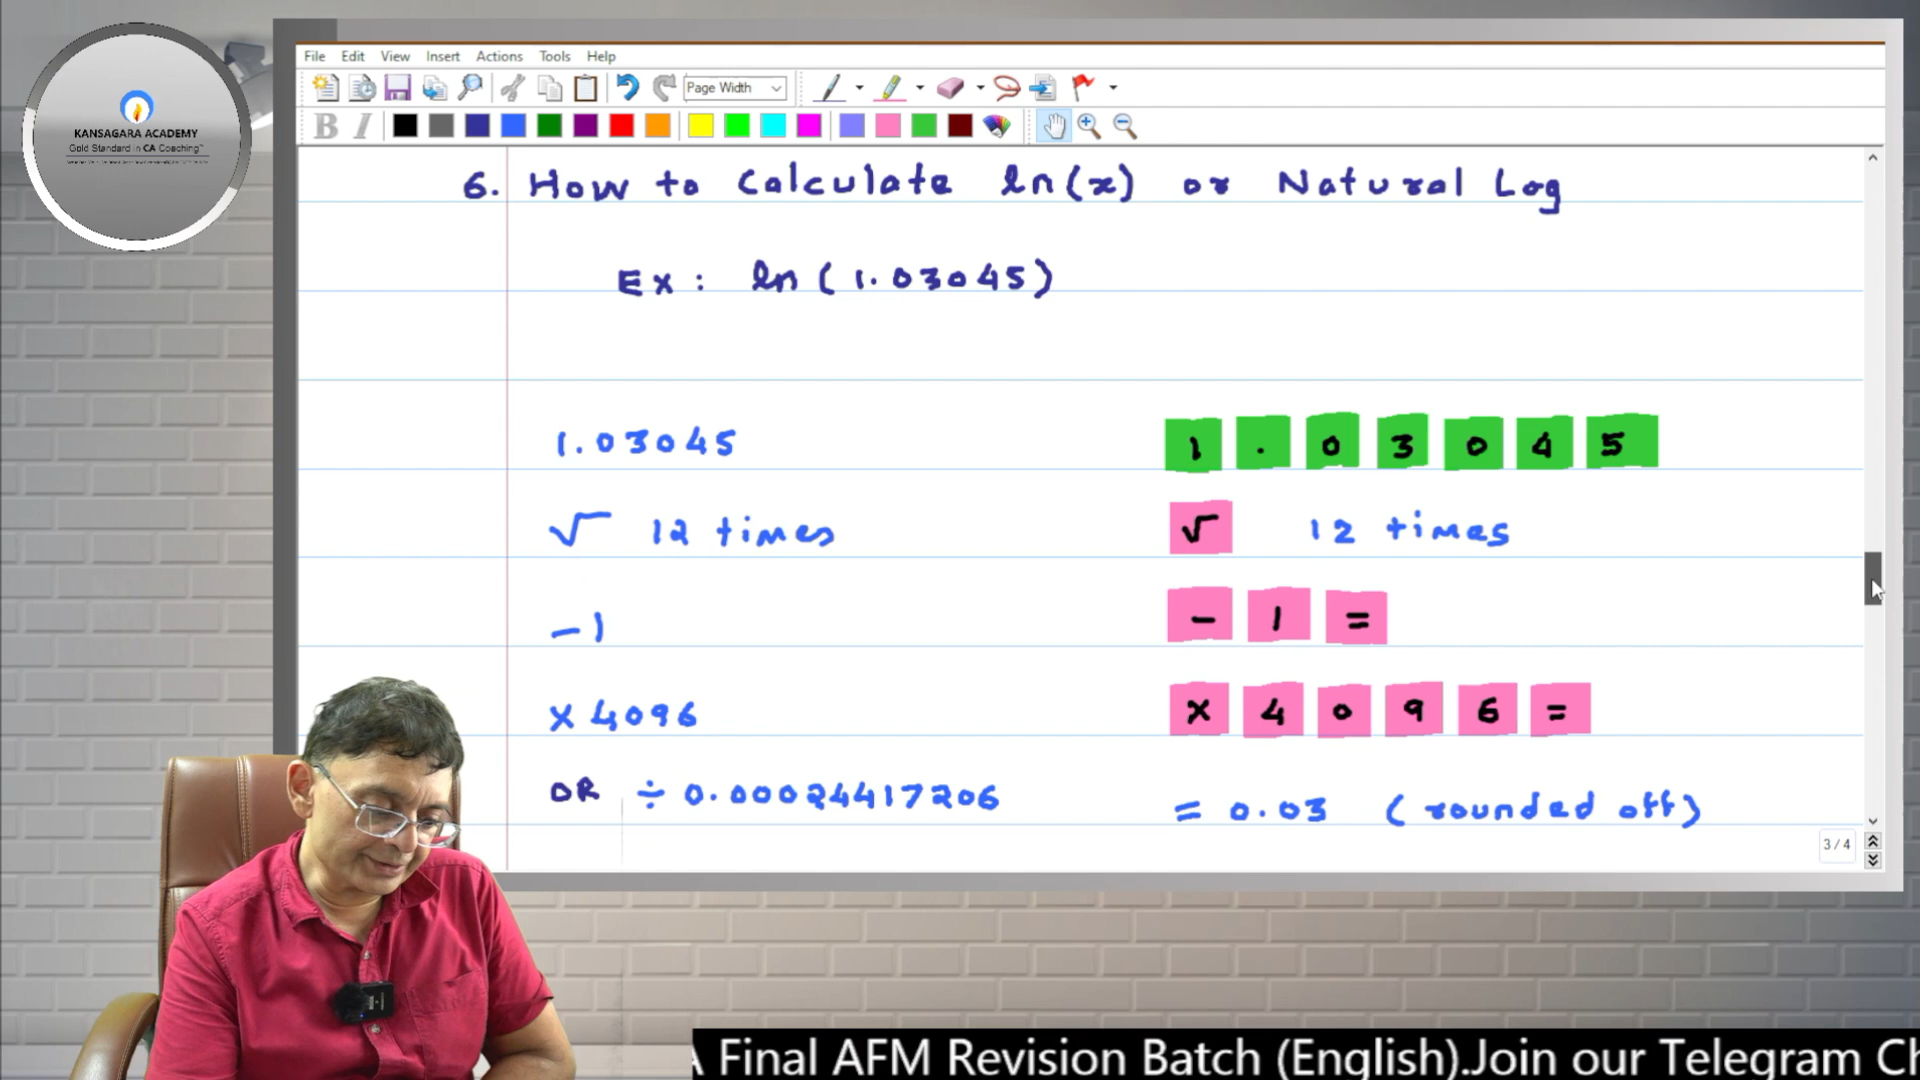 KANSAGARA ACADEMY
Gold Standard in CA Coaching™
File Edit View Insert Actions Tools Help
Page Width
B I
6. How to Calculate ln(x) or Natural Log
Ex: ln(1.03045)
1.03045
1 . 0 3 0 4 5
√ 12 times
√ 12 times
-1
- 1 =
x 4096
x 4 0 9 6 =
OR ÷ 0.00024417206
= 0.03 (rounded off)
3 / 4
Final AFM Revision Batch (English).Join our Telegram Ch